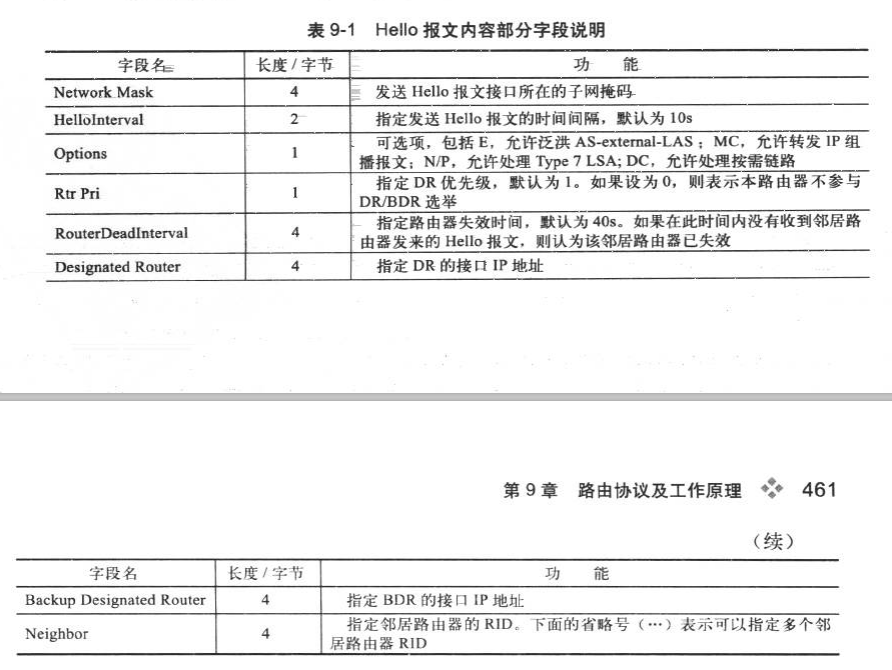 表 9-1 Hello 报文内容部分字段说明
字段名 长度/字节 功 能
Network Mask 4 发送 Hello 报文接口所在的子网掩码
HelloInterval 2 指定发送 Hello 报文的时间间隔，默认为 10s
Options 1 可选项，包括 E，允许泛洪 AS-external-LAS；MC，允许转发 IP 组
播报文；N/P，允许处理 Type 7 LSA; DC，允许处理按需链路
Rtr Pri 1 指定 DR 优先级，默认为 1。如果设为 0，则表示本路由器不参与
DR/BDR 选举
RouterDeadInterval 4 指定路由器失效时间，默认为 40s。如果在此时间内没有收到邻居路
由器发来的 Hello 报文，则认为该邻居路由器已失效
Designated Router 4 指定 DR 的接口 IP 地址
第 9 章 路由协议及工作原理 461
（续）
字段名 长度/字节 功 能
Backup Designated Router 4 指定 BDR 的接口 IP 地址
Neighbor 4 指定邻居路由器的 RID。下面的省略号（…）表示可以指定多个邻
居路由器 RID